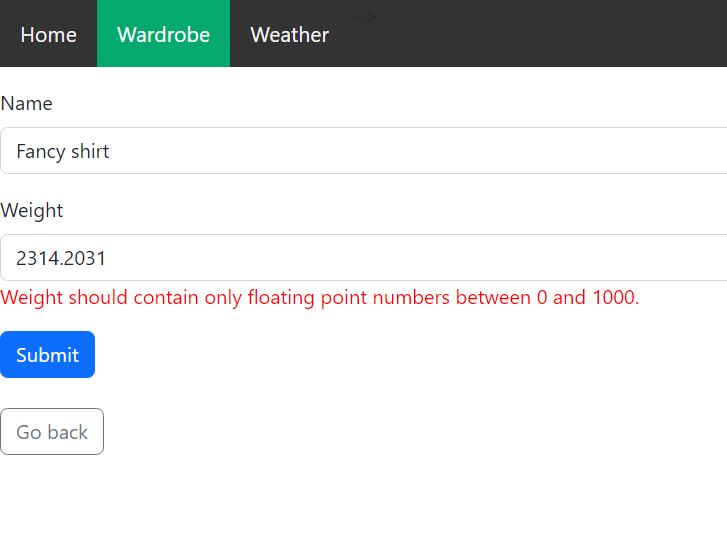 Home Wardrobe Weather -->
Name
Fancy shirt
Weight
2314.2031
Weight should contain only floating point numbers between 0 and 1000.
Submit
Go back